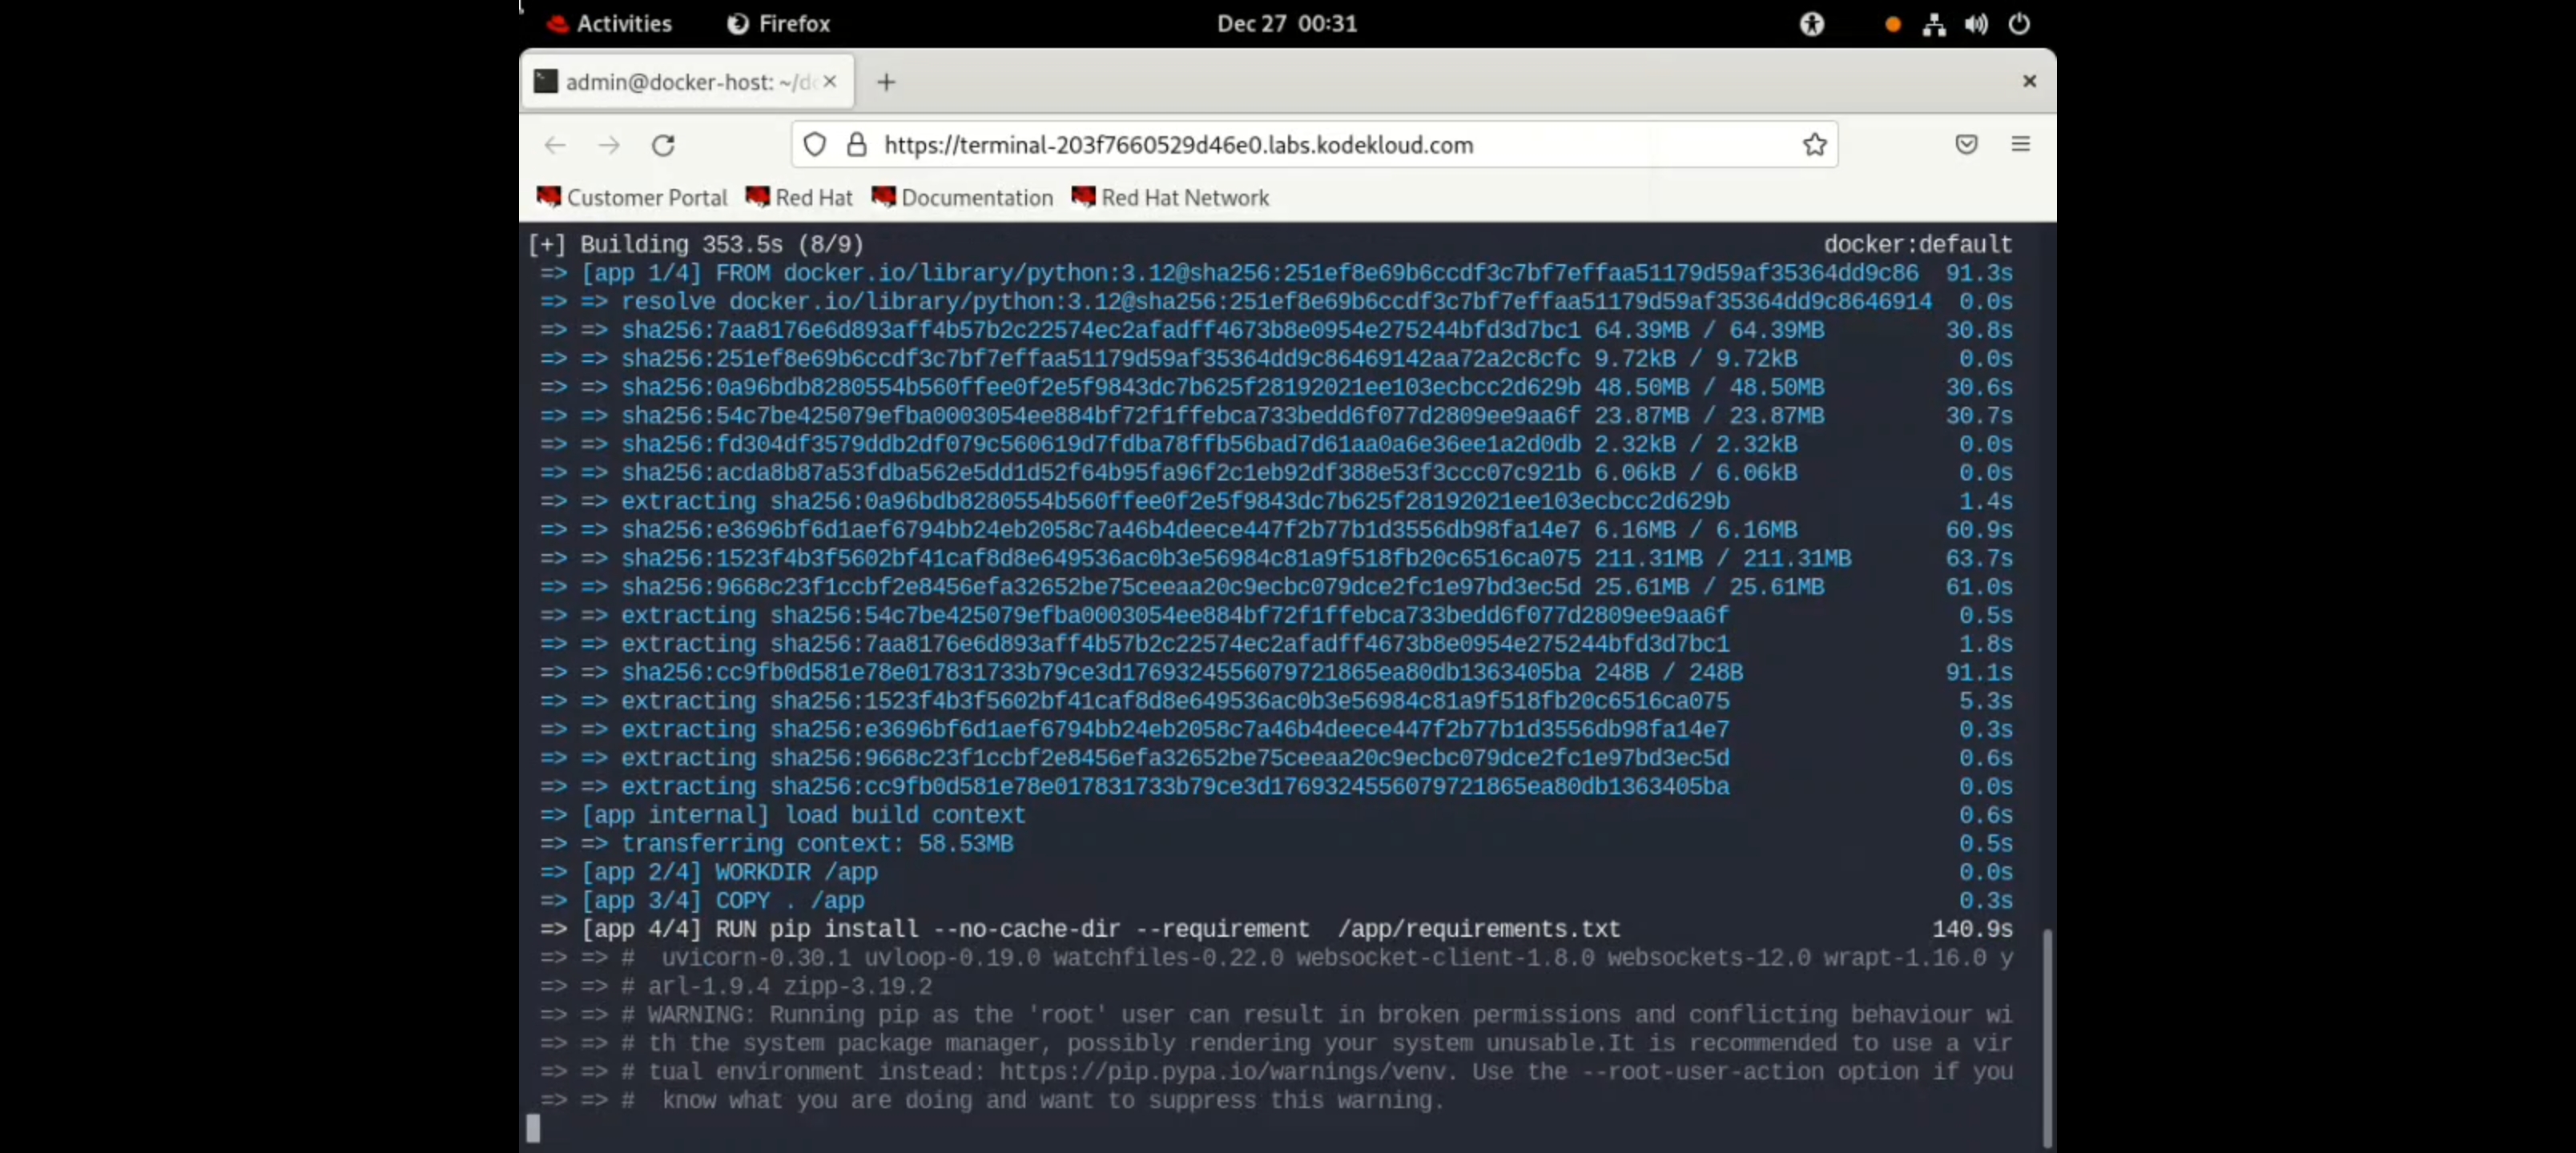 Activities Firefox Dec 27 00:31
admin@docker-host: ~/do
https://terminal-203f7660529d46e0.labs.kodekloud.com
Customer Portal Red Hat Documentation Red Hat Network
[+] Building 353.5s (8/9) docker:default
=> [app 1/4] FROM docker.io/library/python:3.12@sha256:251ef8e69b6ccdf3c7bf7effaa51179d59af35364dd9c86 91.3s
=> => resolve docker.io/library/python:3.12@sha256:251ef8e69b6ccdf3c7bf7effaa51179d59af35364dd9c8646914 0.0s
=> => sha256:7aa8176e6d893aff4b57b2c22574ec2afadff4673b8e0954e275244bfd3d7bc1 64.39MB / 64.39MB 30.8s
=> => sha256:251ef8e69b6ccdf3c7bf7effaa51179d59af35364dd9c86469142aa72a2c8cfc 9.72kB / 9.72kB 0.0s
=> => sha256:0a96bdb8280554b560ffee0f2e5f9843dc7b625f28192021ee103ecbcc2d629b 48.50MB / 48.50MB 30.6s
=> => sha256:54c7be425079efba0003054ee884bf72f1ffebca733bedd6f077d2809ee9aa6f 23.87MB / 23.87MB 30.7s
=> => sha256:fd304df3579ddb2df079c560619d7fdba78ffb56bad7d61aa0a6e36ee1a2d0db 2.32kB / 2.32kB 0.0s
=> => sha256:acda8b87a53fdba562e5dd1d52f64b95fa96f2c1eb92df388e53f3ccc07c921b 6.06kB / 6.06kB 0.0s
=> => extracting sha256:0a96bdb8280554b560ffee0f2e5f9843dc7b625f28192021ee103ecbcc2d629b 1.4s
=> => sha256:e3696bf6d1aef6794bb24eb2058c7a46b4deece447f2b77b1d3556db98fa14e7 6.16MB / 6.16MB 60.9s
=> => sha256:1523f4b3f5602bf41caf8d8e649536ac0b3e56984c81a9f518fb20c6516ca075 211.31MB / 211.31MB 63.7s
=> => sha256:9668c23f1ccbf2e8456efa32652be75ceeaa20c9ecbc079dce2fc1e97bd3ec5d 25.61MB / 25.61MB 61.0s
=> => extracting sha256:54c7be425079efba0003054ee884bf72f1ffebca733bedd6f077d2809ee9aa6f 0.5s
=> => extracting sha256:7aa8176e6d893aff4b57b2c22574ec2afadff4673b8e0954e275244bfd3d7bc1 1.8s
=> => sha256:cc9fb0d581e78e017831733b79ce3d1769324556079721865ea80db1363405ba 248B / 248B 91.1s
=> => extracting sha256:1523f4b3f5602bf41caf8d8e649536ac0b3e56984c81a9f518fb20c6516ca075 5.3s
=> => extracting sha256:e3696bf6d1aef6794bb24eb2058c7a46b4deece447f2b77b1d3556db98fa14e7 0.3s
=> => extracting sha256:9668c23f1ccbf2e8456efa32652be75ceeaa20c9ecbc079dce2fc1e97bd3ec5d 0.6s
=> => extracting sha256:cc9fb0d581e78e017831733b79ce3d1769324556079721865ea80db1363405ba 0.0s
=> [app internal] load build context 0.6s
=> => transferring context: 58.53MB 0.5s
=> [app 2/4] WORKDIR /app 0.0s
=> [app 3/4] COPY . /app 0.3s
=> [app 4/4] RUN pip install --no-cache-dir --requirement  /app/requirements.txt 140.9s
=> => #  uvicorn-0.30.1 uvloop-0.19.0 watchfiles-0.22.0 websocket-client-1.8.0 websockets-12.0 wrapt-1.16.0 y
=> => # arl-1.9.4 zipp-3.19.2
=> => # WARNING: Running pip as the 'root' user can result in broken permissions and conflicting behaviour wi
=> => # th the system package manager, possibly rendering your system unusable.It is recommended to use a vir
=> => # tual environment instead: https://pip.pypa.io/warnings/venv. Use the --root-user-action option if you
=> => #  know what you are doing and want to suppress this warning.